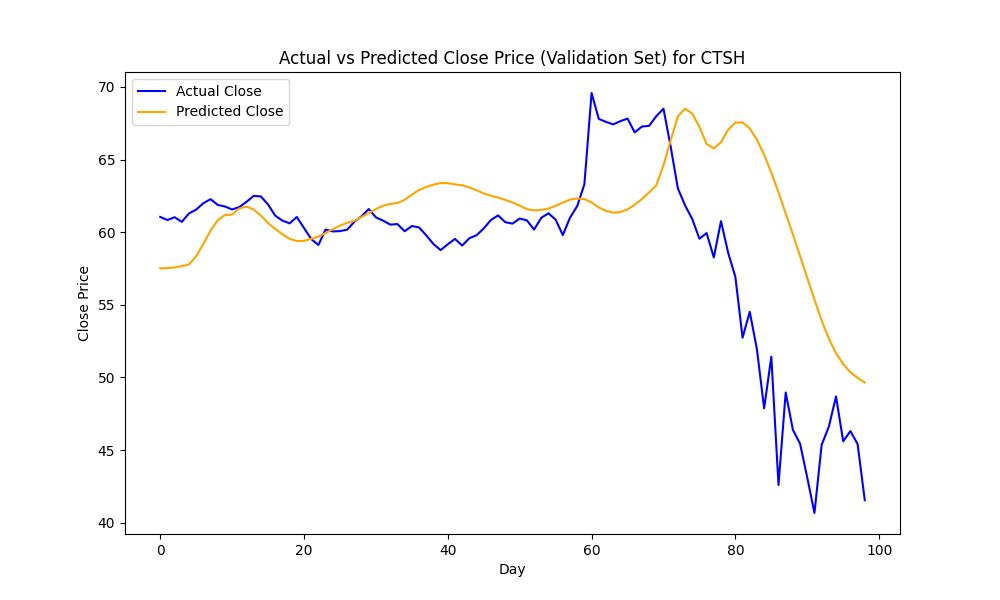 Actual vs Predicted Close Price (Validation Set) for CTSH
Actual Close
Predicted Close
Close Price
70
65
60
55
50
45
40
0 20 40 60 80 100
Day